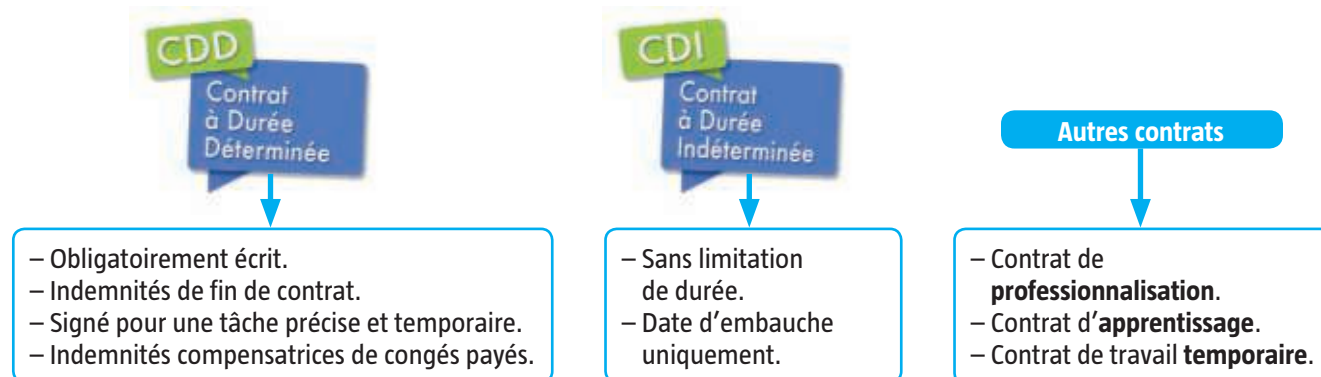 CDD
Contrat
à Durée
Déterminée
– Obligatoirement écrit.
– Indemnités de fin de contrat.
– Signé pour une tâche précise et temporaire.
– Indemnités compensatrices de congés payés.
CDI
Contrat
à Durée
Indéterminée
– Sans limitation
de durée.
– Date d’embauche
uniquement.
Autres contrats
– Contrat de
professionnalisation.
– Contrat d’apprentissage.
– Contrat de travail temporaire.